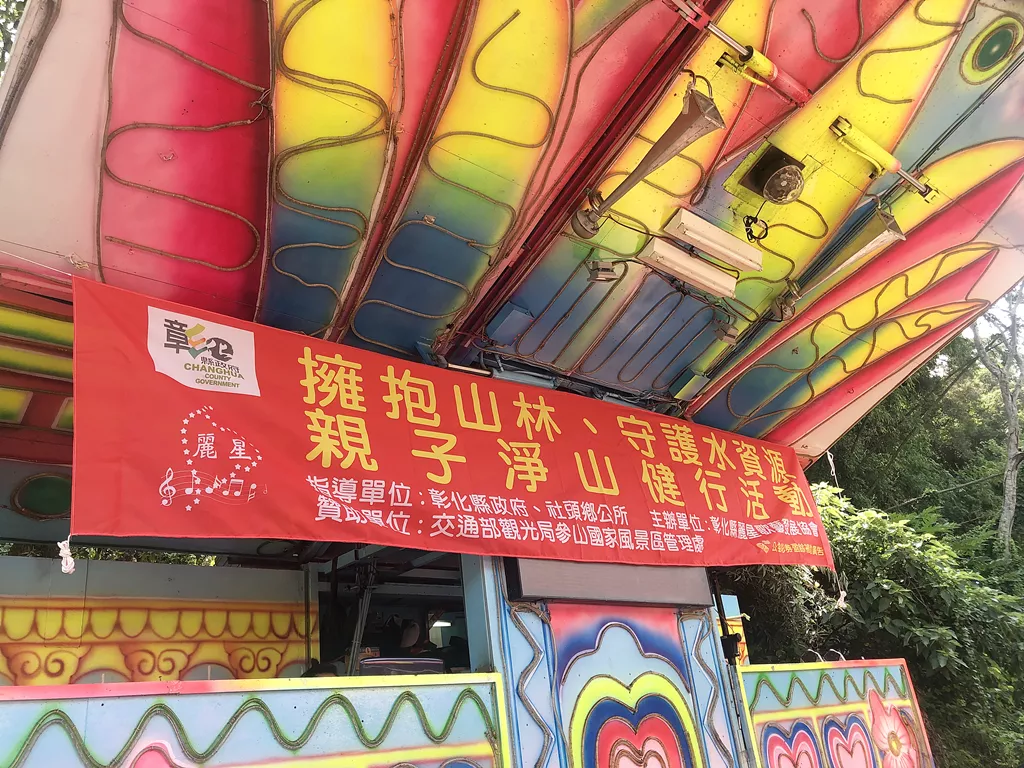 彰化
縣政府
CHANGHUA
COUNTY
GOVERNMENT
麗星
擁抱山林、守護水資源
親子淨山健行活動
指導單位：彰化縣政府、社頭鄉公所
主辦單位：彰化縣麗星
贊助單位：交通部觀光局參山國家風景區管理處